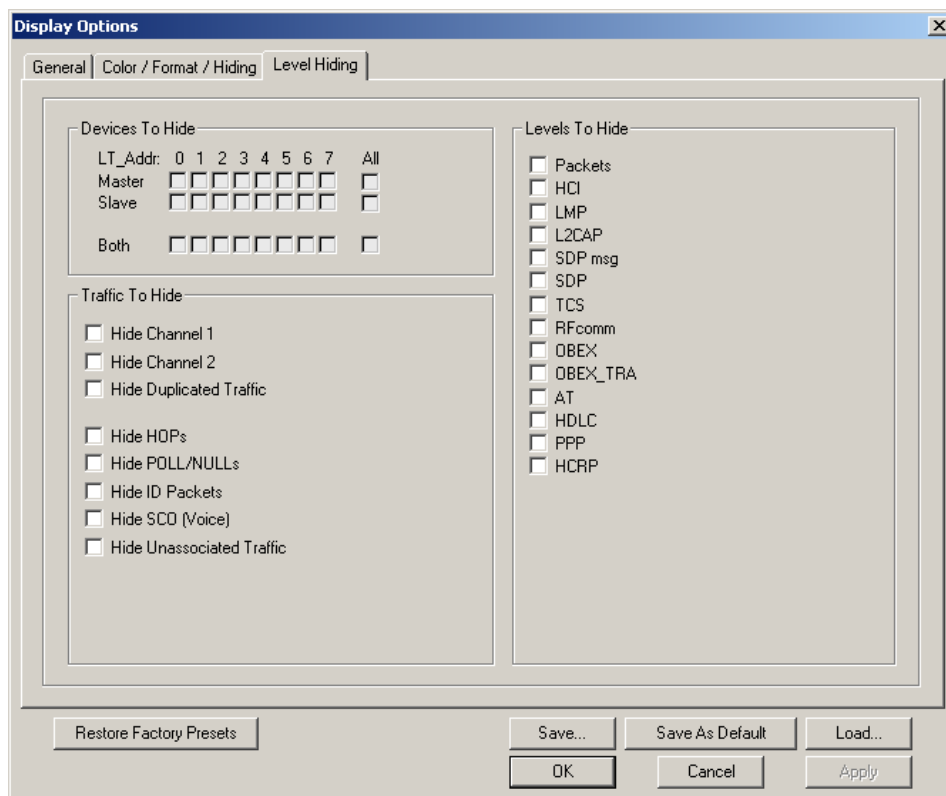 Display Options
General
Color / Format / Hiding
Level Hiding
Devices To Hide
LT_Addr: 0 1 2 3 4 5 6 7 All
Master
Slave
Both
Traffic To Hide
Hide Channel 1
Hide Channel 2
Hide Duplicated Traffic
Hide HOPs
Hide POLL/NULLs
Hide ID Packets
Hide SCO (Voice)
Hide Unassociated Traffic
Levels To Hide
Packets
HCI
LMP
L2CAP
SDP msg
SDP
TCS
RFcomm
OBEX
OBEX_TRA
AT
HDLC
PPP
HCRP
Restore Factory Presets
Save...
Save As Default
Load...
OK
Cancel
Apply